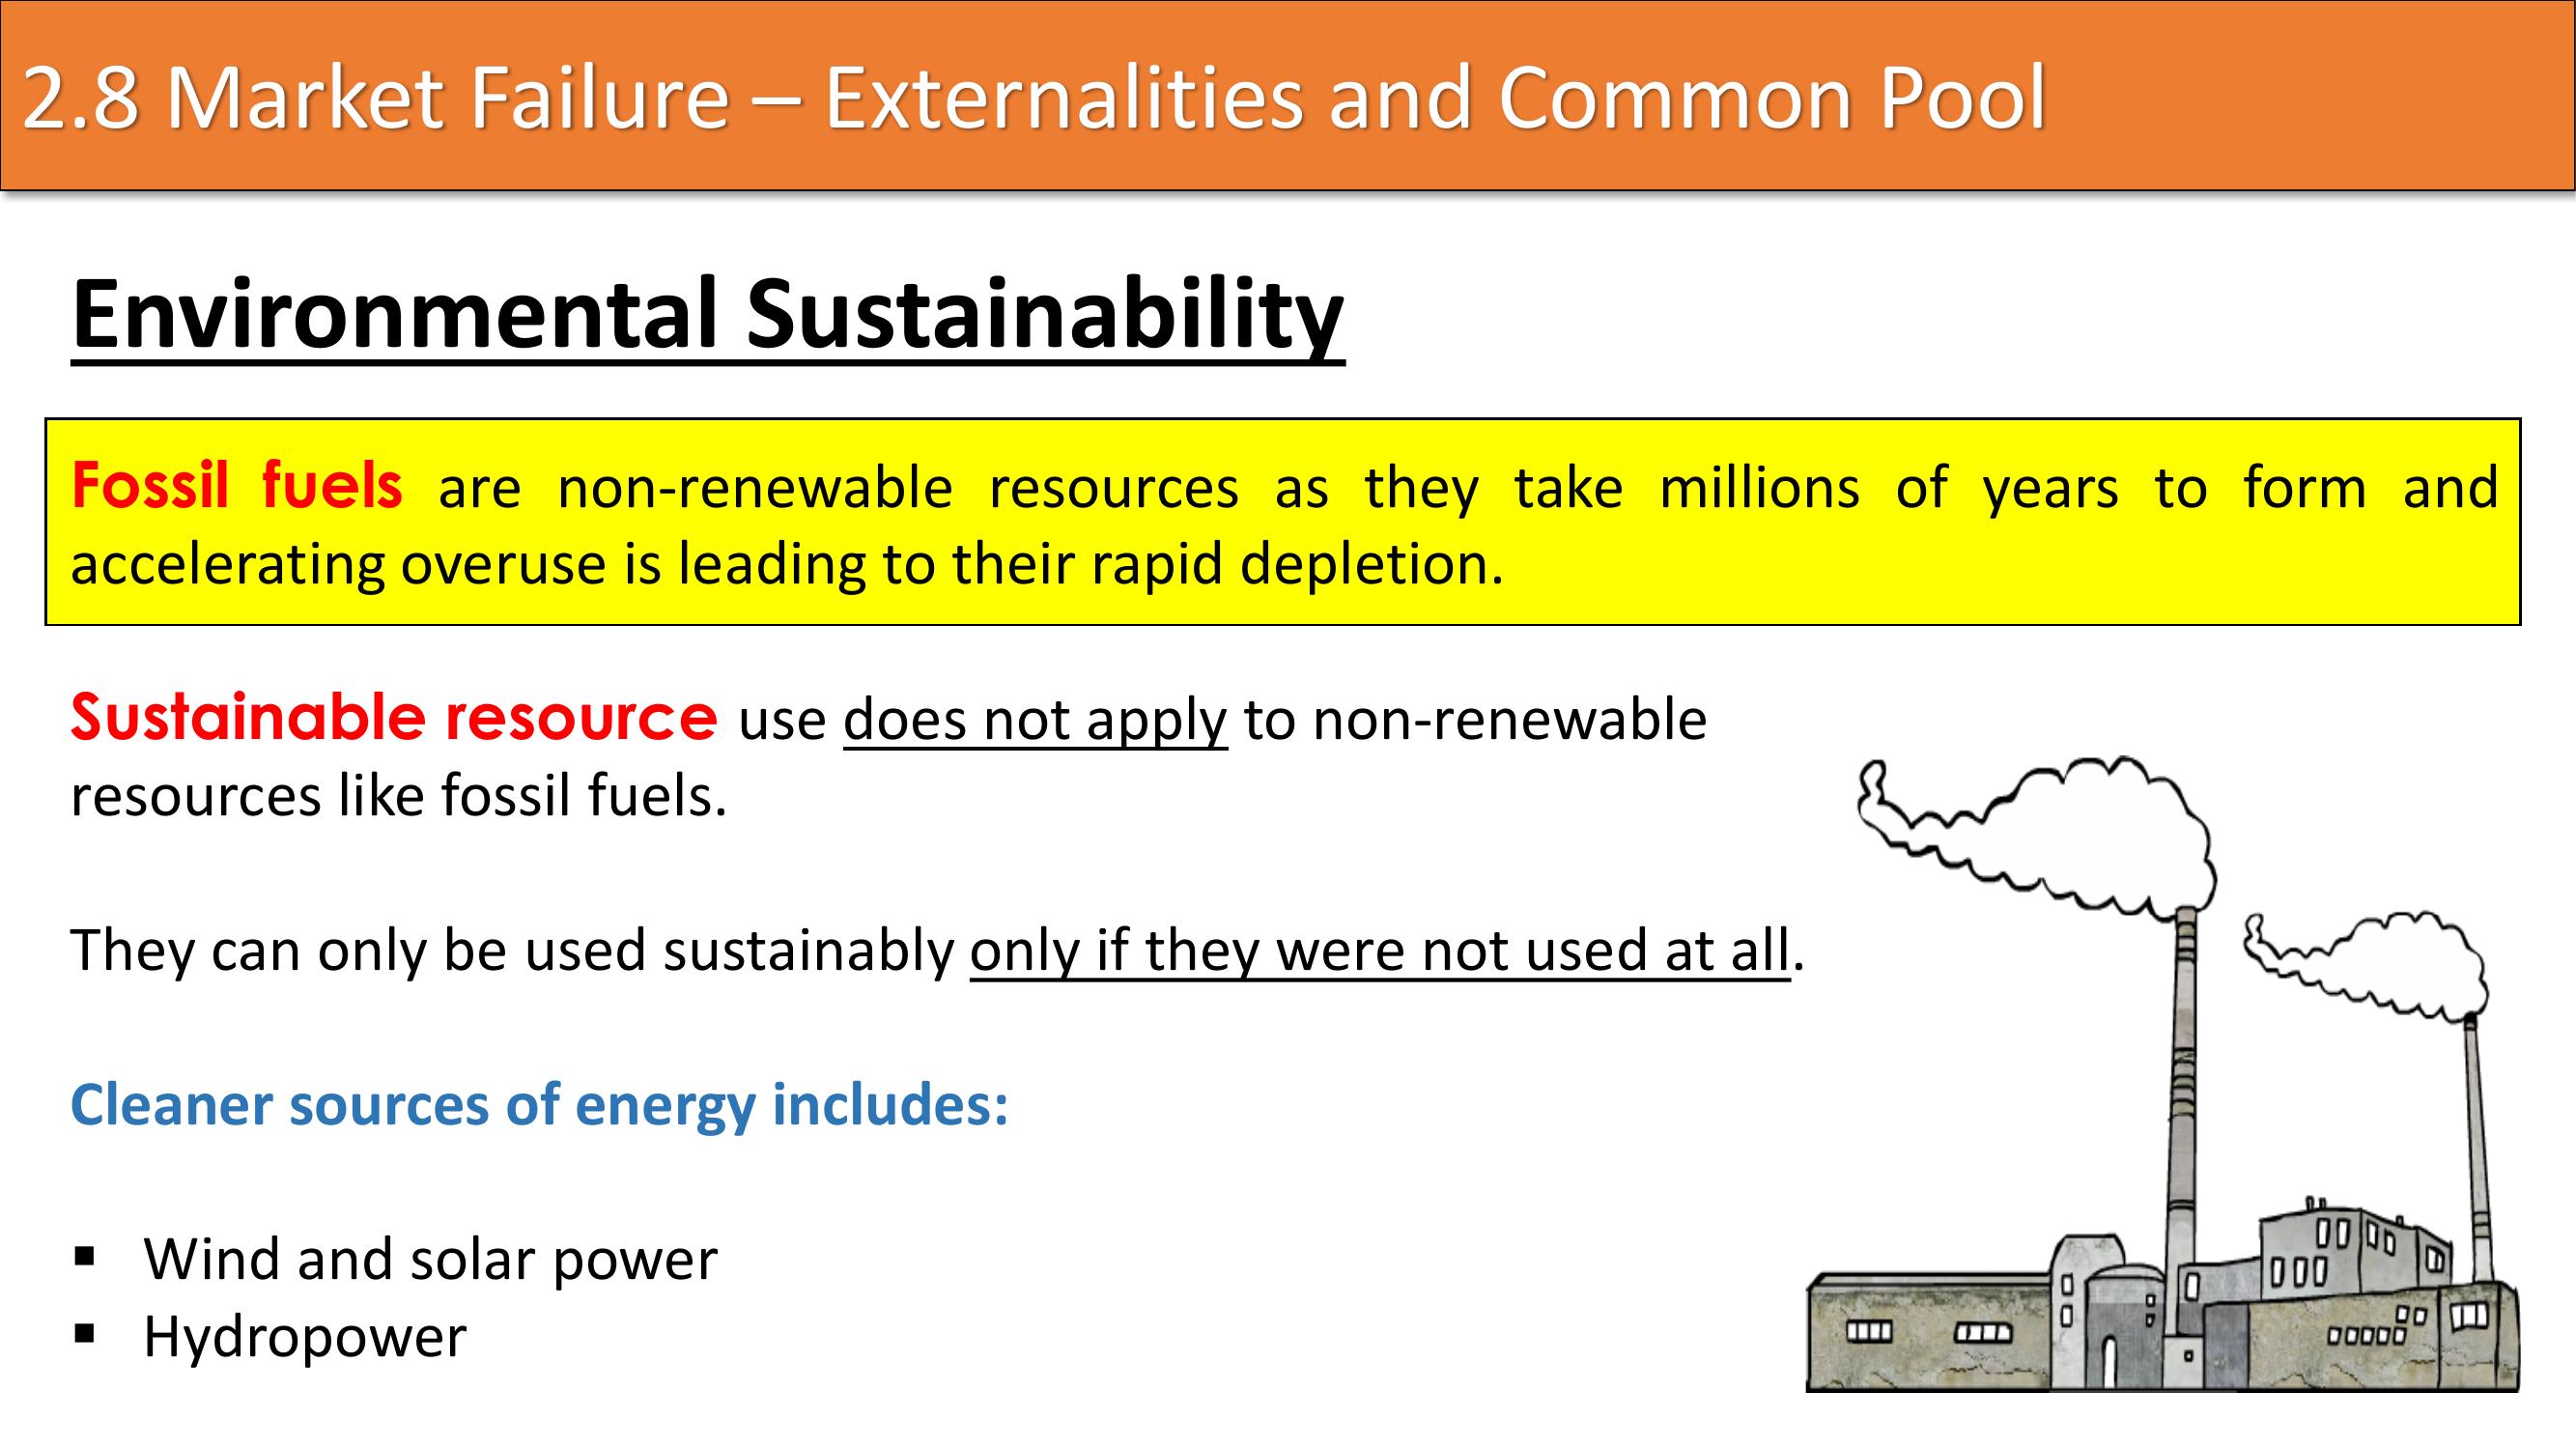 2.8 Market Failure – Externalities and Common Pool
Environmental Sustainability
Fossil fuels are non-renewable resources as they take millions of years to form and
accelerating overuse is leading to their rapid depletion.
Sustainable resource use does not apply to non-renewable
resources like fossil fuels.
They can only be used sustainably only if they were not used at all.
Cleaner sources of energy includes:
▪ Wind and solar power
▪ Hydropower